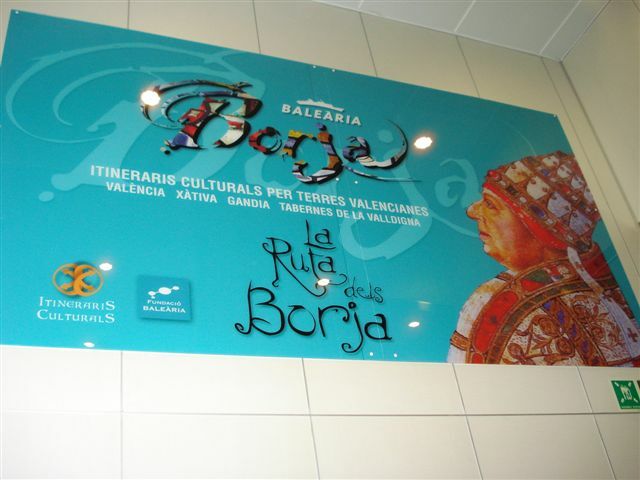 BALEÀRIA
Borja
ITINERARIS CULTURALS PER TERRES VALENCIANES
VALÈNCIA XÀTIVA GANDIA TABERNES DE LA VALLDIGNA
La
Ruta
dels
Borja
ITINERARIS
CULTURALS
FUNDACIÓ
BALEÀRIA